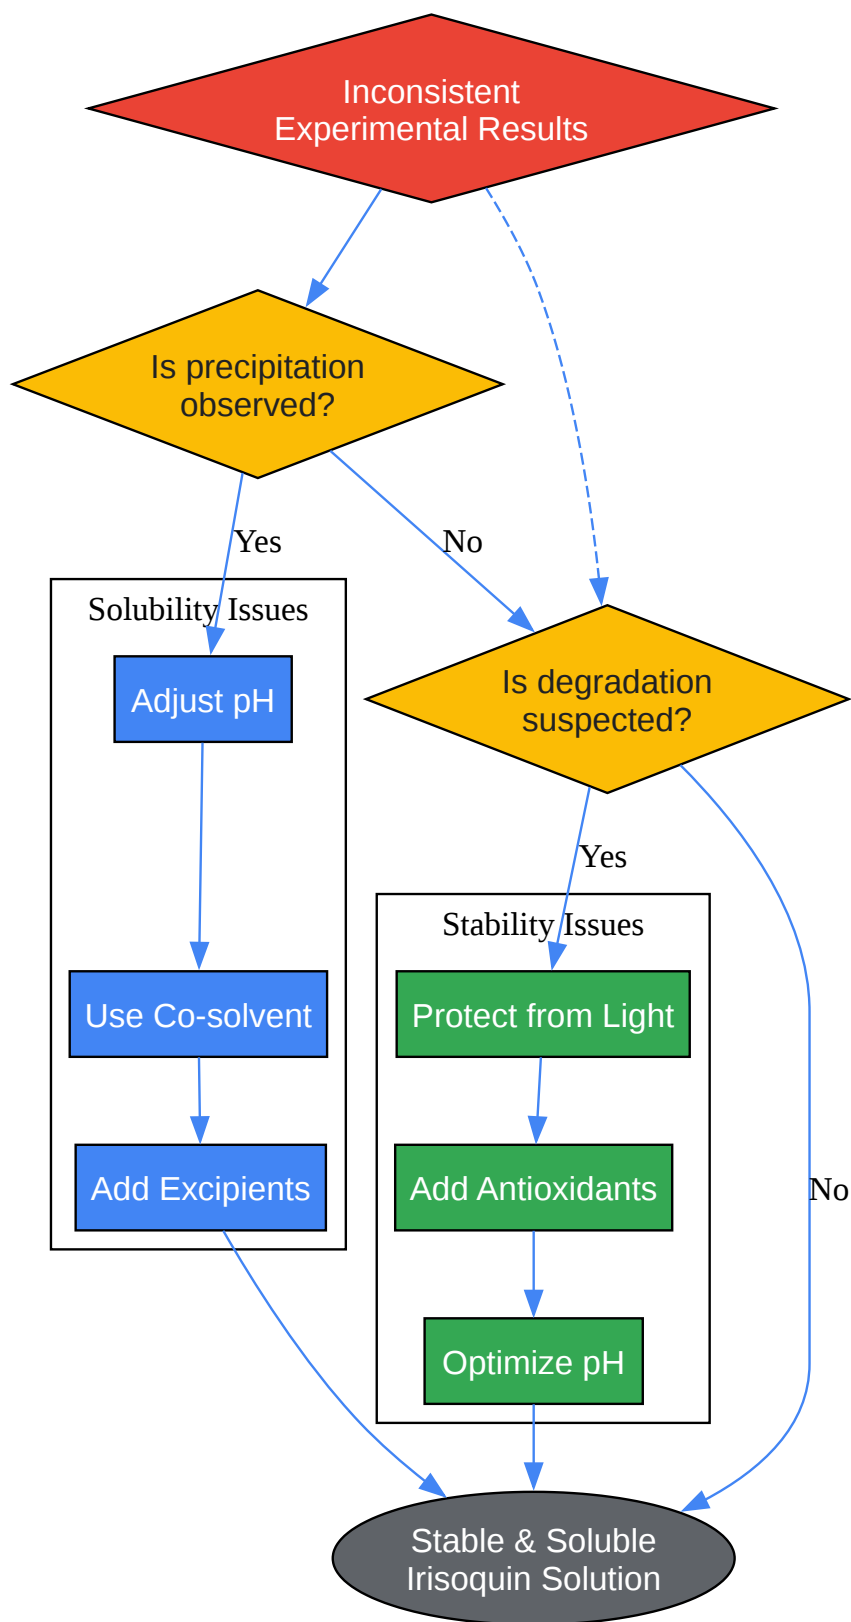 Inconsistent
Experimental Results
Is precipitation
observed?
Yes
No
Solubility Issues
Adjust pH
Is degradation
suspected?
Yes
Stability Issues
Use Co-solvent
Protect from Light
Add Excipients
Add Antioxidants
No
Optimize pH
Stable & Soluble
Irisoquin Solution